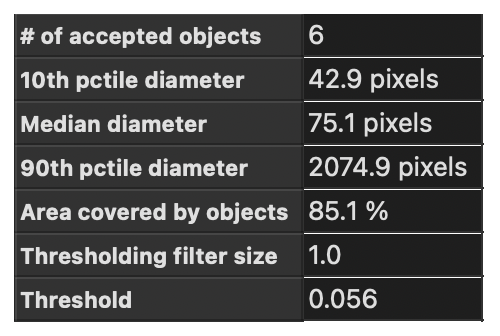 # of accepted objects 6
10th pctile diameter 42.9 pixels
Median diameter 75.1 pixels
90th pctile diameter 2074.9 pixels
Area covered by objects 85.1 %
Thresholding filter size 1.0
Threshold 0.056